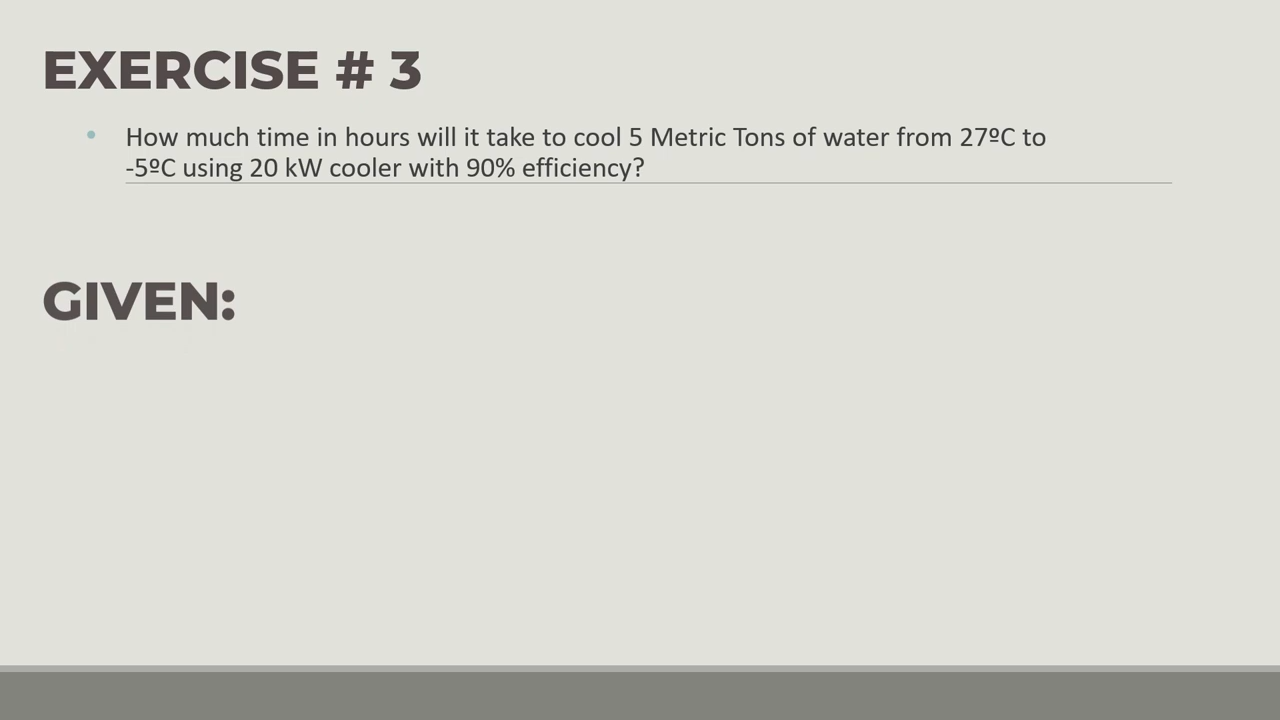 EXERCISE # 3
• How much time in hours will it take to cool 5 Metric Tons of water from 27ºC to
-5ºC using 20 kW cooler with 90% efficiency?
GIVEN: